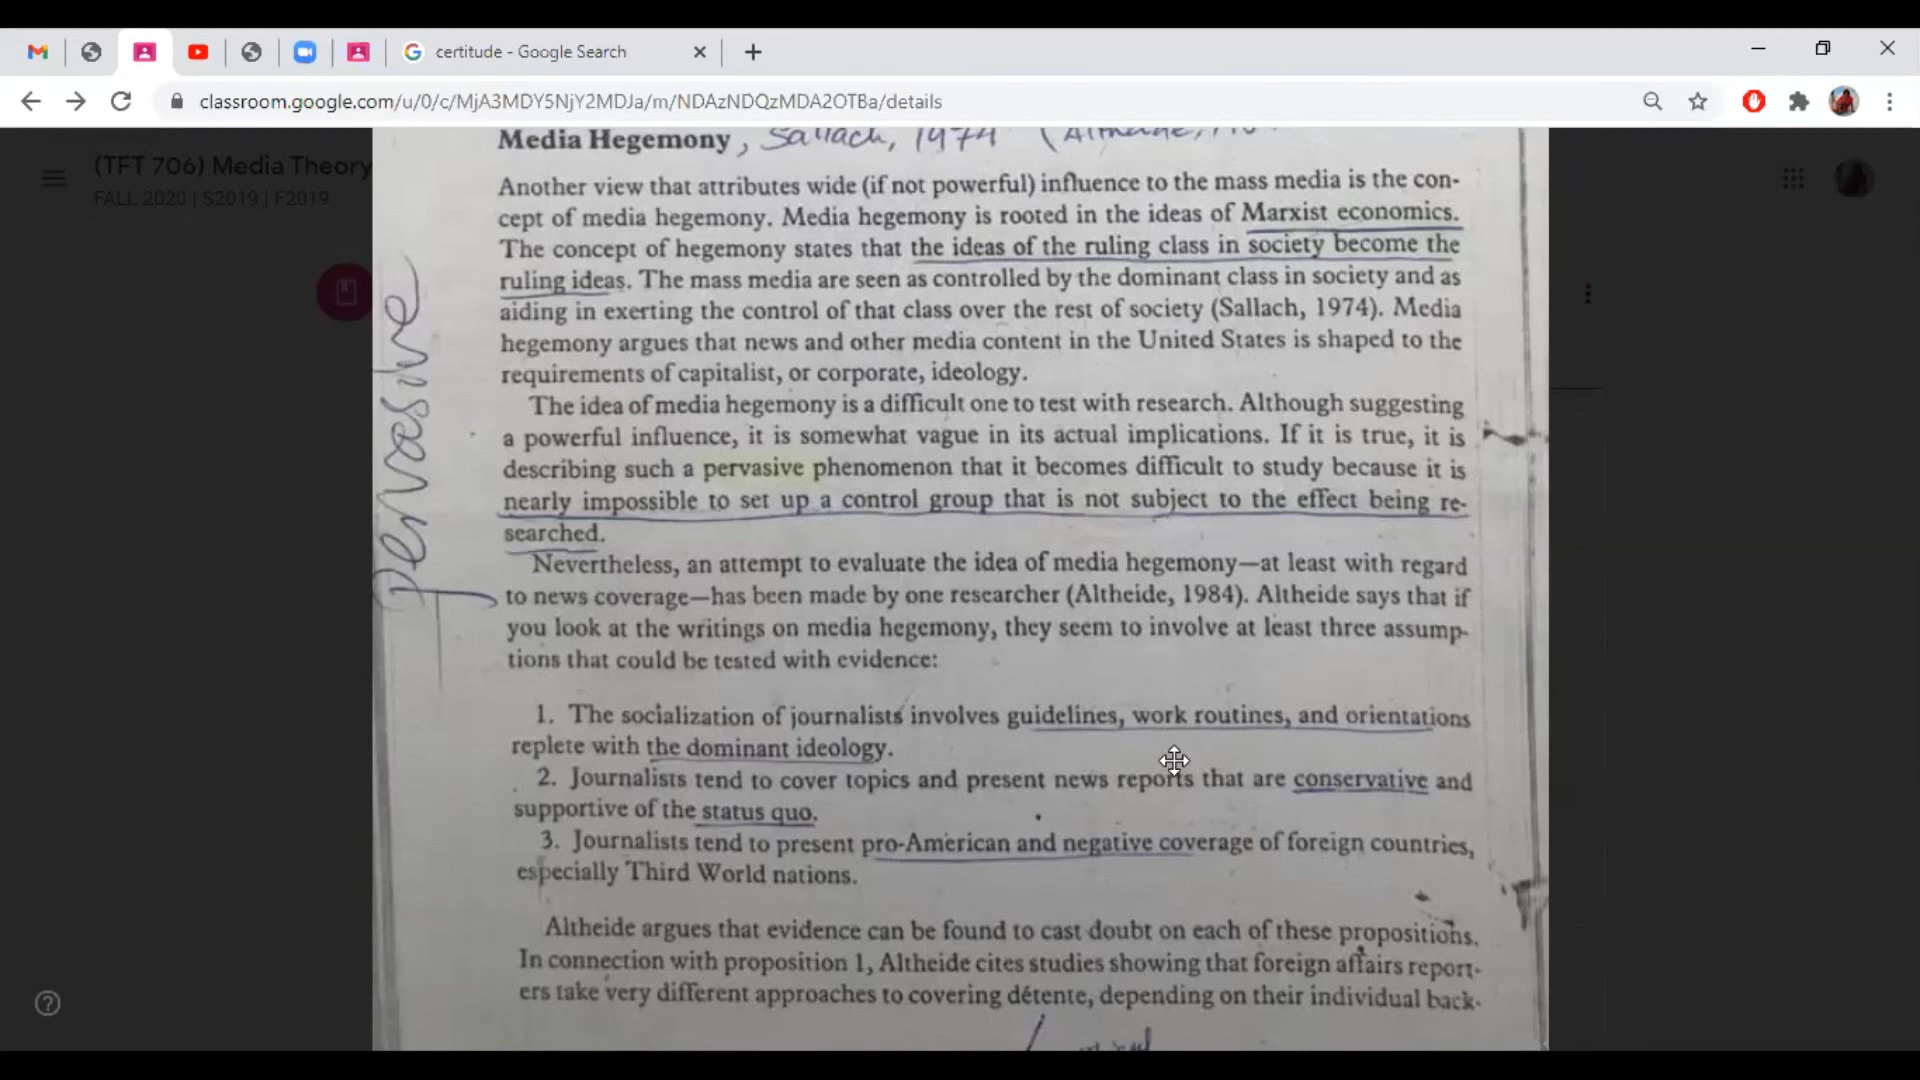 certitude - Google Search
classroom.google.com/u/0/c/MjA3MDY5NjY2MDJa/m/NDAzNDQzMDA2OTBa/details
(TFT 706) Media Theory
FALL 2020 | S2019 | F2019
Media Hegemony, Sallach, 1974 (Altheide,
Another view that attributes wide (if not powerful) influence to the mass media is the con-
cept of media hegemony. Media hegemony is rooted in the ideas of Marxist economics.
The concept of hegemony states that the ideas of the ruling class in society become the
ruling ideas. The mass media are seen as controlled by the dominant class in society and as
aiding in exerting the control of that class over the rest of society (Sallach, 1974). Media
hegemony argues that news and other media content in the United States is shaped to the
requirements of capitalist, or corporate, ideology.
The idea of media hegemony is a difficult one to test with research. Although suggesting
a powerful influence, it is somewhat vague in its actual implications. If it is true, it is
describing such a pervasive phenomenon that it becomes difficult to study because it is
nearly impossible to set up a control group that is not subject to the effect being re-
searched.
Pervasive
Nevertheless, an attempt to evaluate the idea of media hegemony—at least with regard
to news coverage—has been made by one researcher (Altheide, 1984). Altheide says that if
you look at the writings on media hegemony, they seem to involve at least three assump-
tions that could be tested with evidence:
1. The socialization of journalists involves guidelines, work routines, and orientations
replete with the dominant ideology.
2. Journalists tend to cover topics and present news reports that are conservative and
supportive of the status quo.
3. Journalists tend to present pro-American and negative coverage of foreign countries,
especially Third World nations.
Altheide argues that evidence can be found to cast doubt on each of these propositions.
In connection with proposition 1, Altheide cites studies showing that foreign affairs report-
ers take very different approaches to covering détente, depending on their individual back-